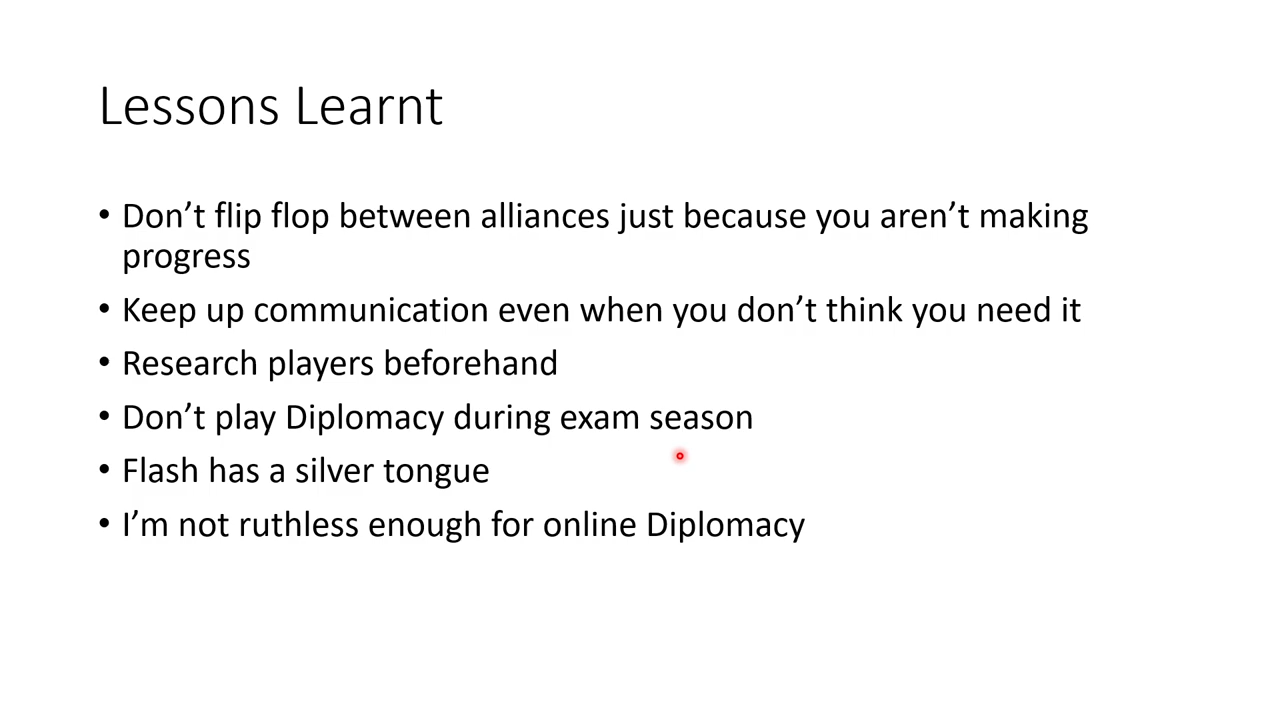 Lessons Learnt
• Don’t flip flop between alliances just because you aren’t making
progress
• Keep up communication even when you don’t think you need it
• Research players beforehand
• Don’t play Diplomacy during exam season
• Flash has a silver tongue
• I’m not ruthless enough for online Diplomacy